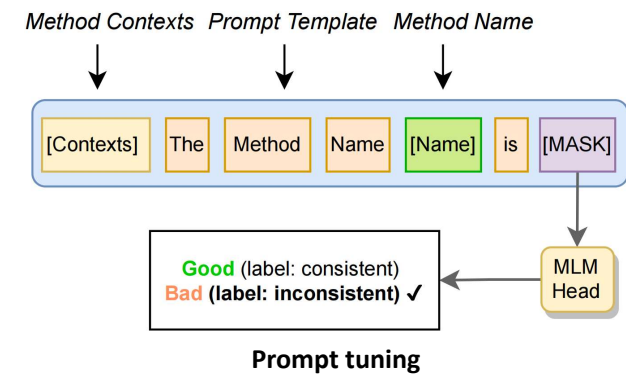 Method Contexts Prompt Template Method Name
[Contexts] The Method Name [Name] is [MASK]
Good (label: consistent)
Bad (label: inconsistent) ✓
MLM
Head
Prompt tuning